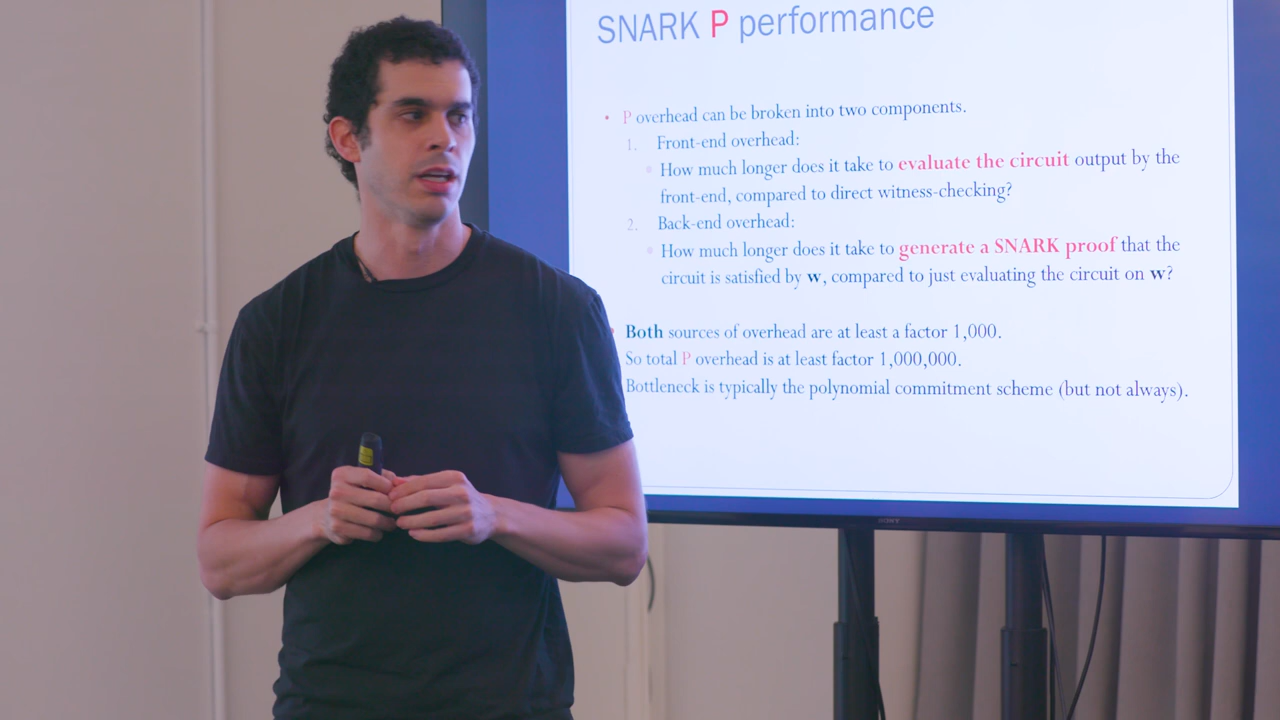 SNARK P performance
• P overhead can be broken into two components.
1. Front-end overhead:
How much longer does it take to evaluate the circuit output by the
front-end, compared to direct witness-checking?
2. Back-end overhead:
How much longer does it take to generate a SNARK proof that the
circuit is satisfied by w, compared to just evaluating the circuit on w?
Both sources of overhead are at least a factor 1,000.
So total P overhead is at least factor 1,000,000.
Bottleneck is typically the polynomial commitment scheme (but not always).
SONY